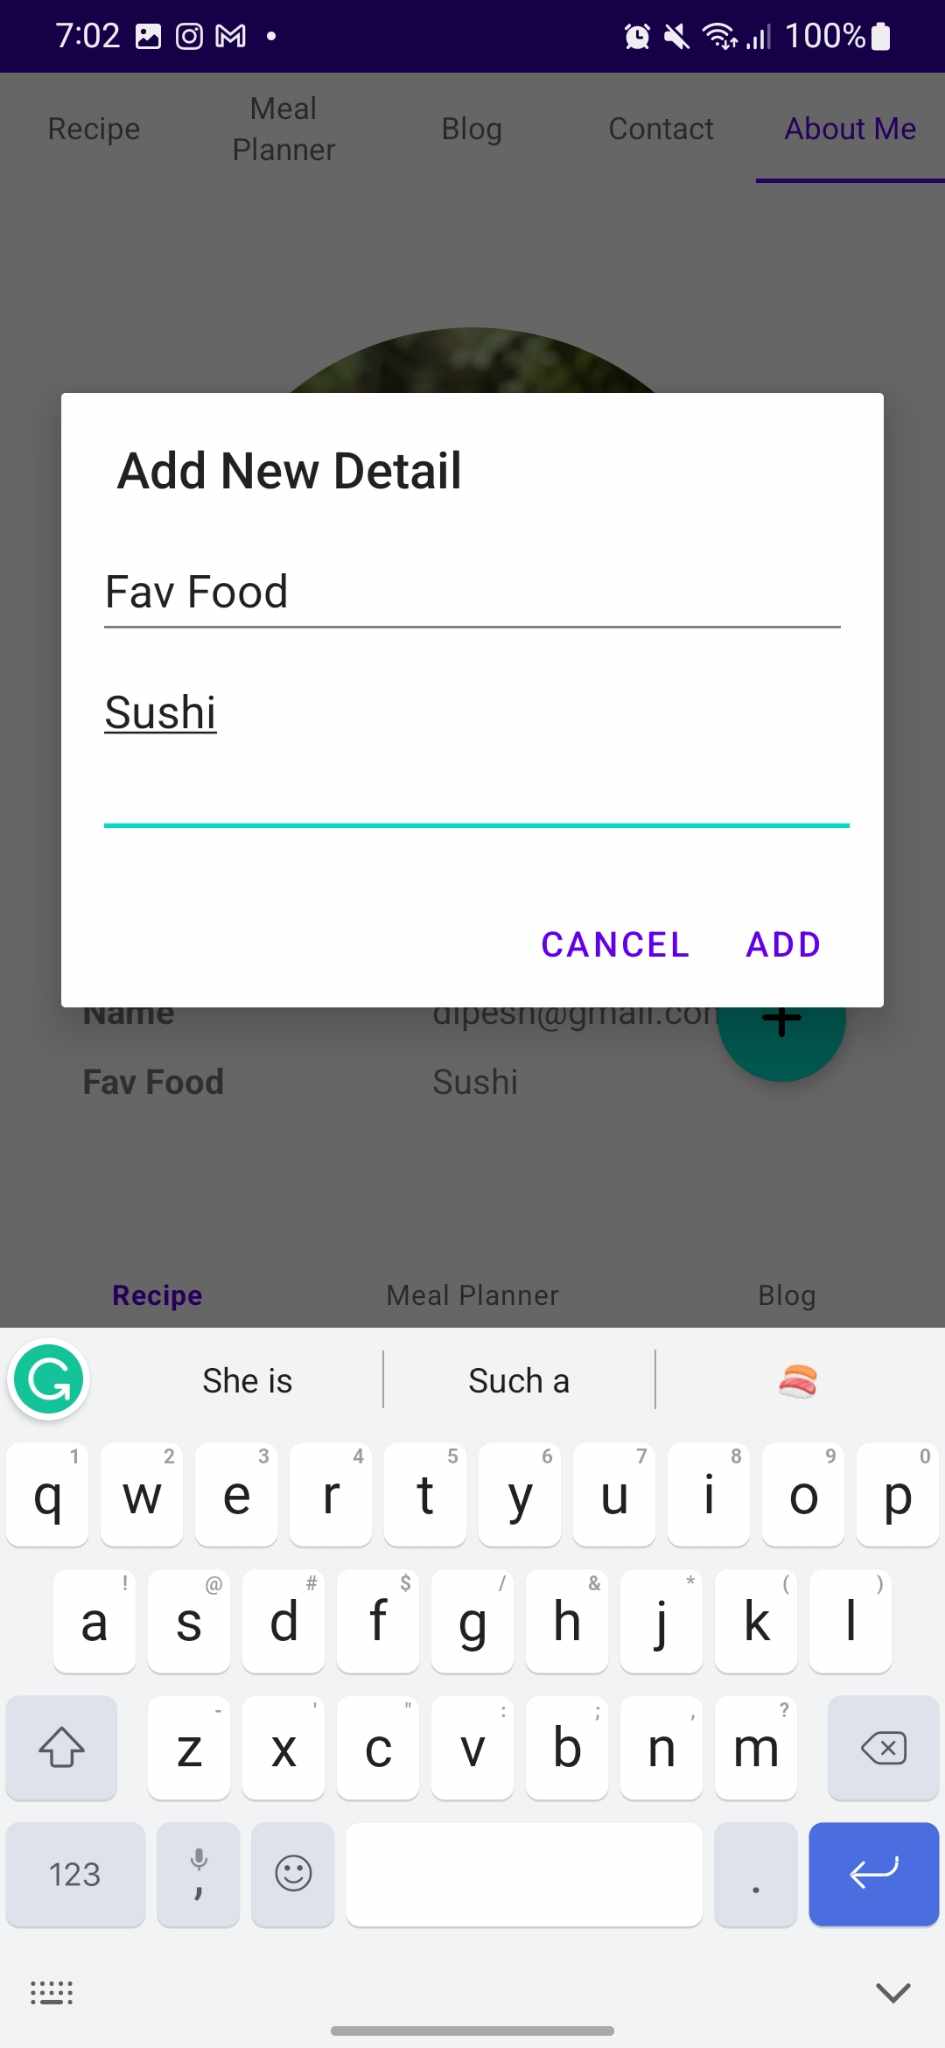 7:02 100%
Recipe Meal Planner Blog Contact About Me
Add New Detail
Fav Food
Sushi
CANCEL ADD
Name dipesh@gmail.com
Fav Food Sushi
Recipe Meal Planner Blog
She is Such a 🍣
1 2 3 4 5 6 7 8 9 0
q w e r t y u i o p
! @ # $ / & * ( )
a s d f g h j k l
- ' " : ; , ?
z x c v b n m
123 , .